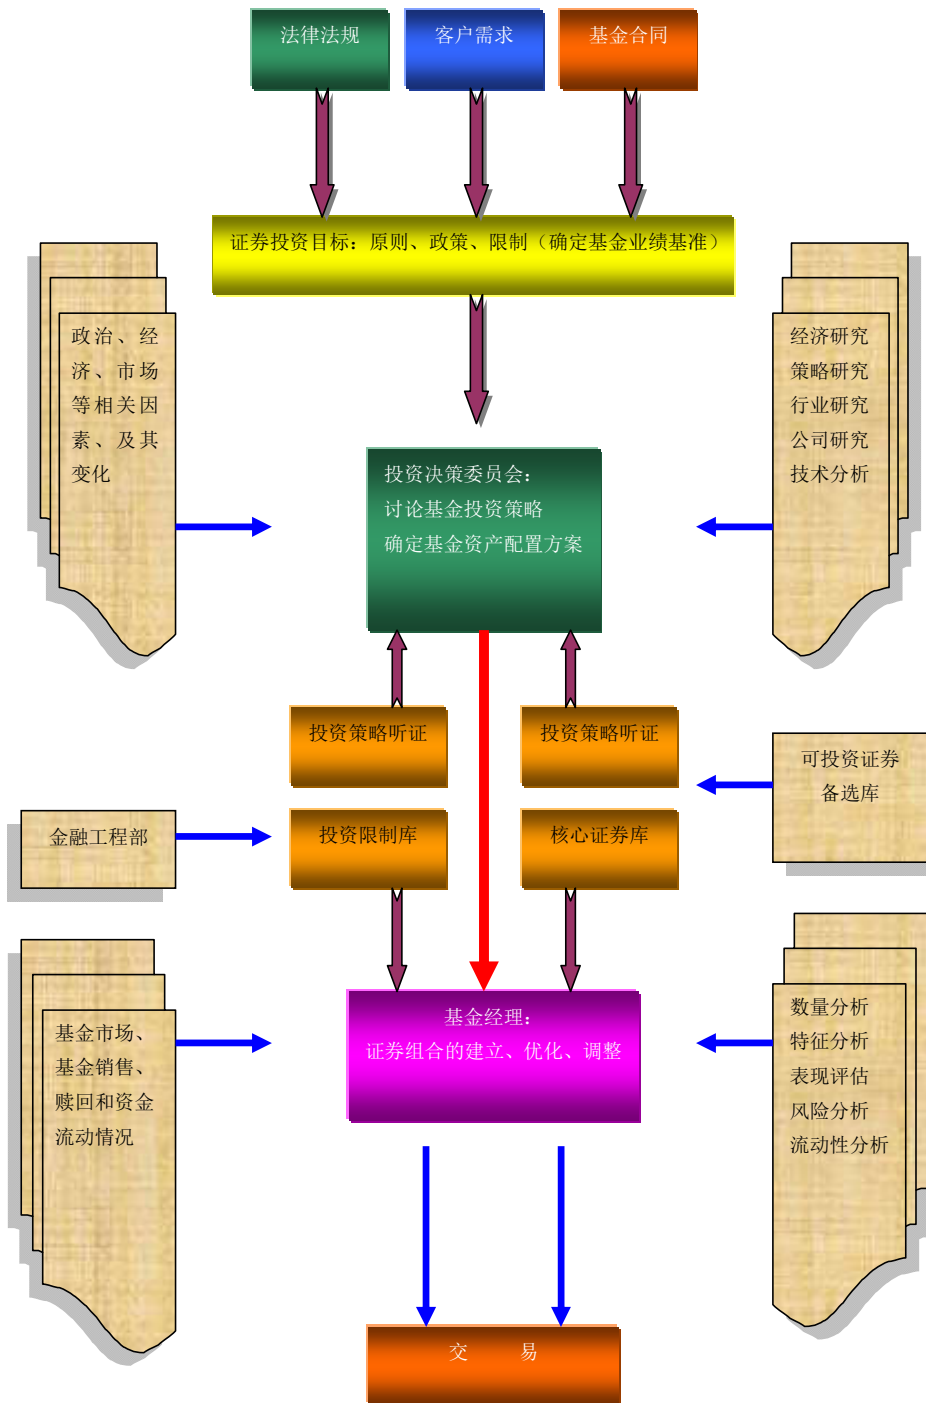 法律法规
客户需求
基金合同
证券投资目标：原则、政策、限制（确定基金业绩基准）
政治、经
济、市场
等相关因
素、及其
变化
经济研究
策略研究
行业研究
公司研究
技术分析
投资决策委员会：
讨论基金投资策略
确定基金资产配置方案
投资策略听证
投资策略听证
可投资证券
备选库
金融工程部
投资限制库
核心证券库
基金经理：
证券组合的建立、优化、调整
基金市场、
基金销售、
赎回和资金
流动情况
数量分析
特征分析
表现评估
风险分析
流动性分析
交 易